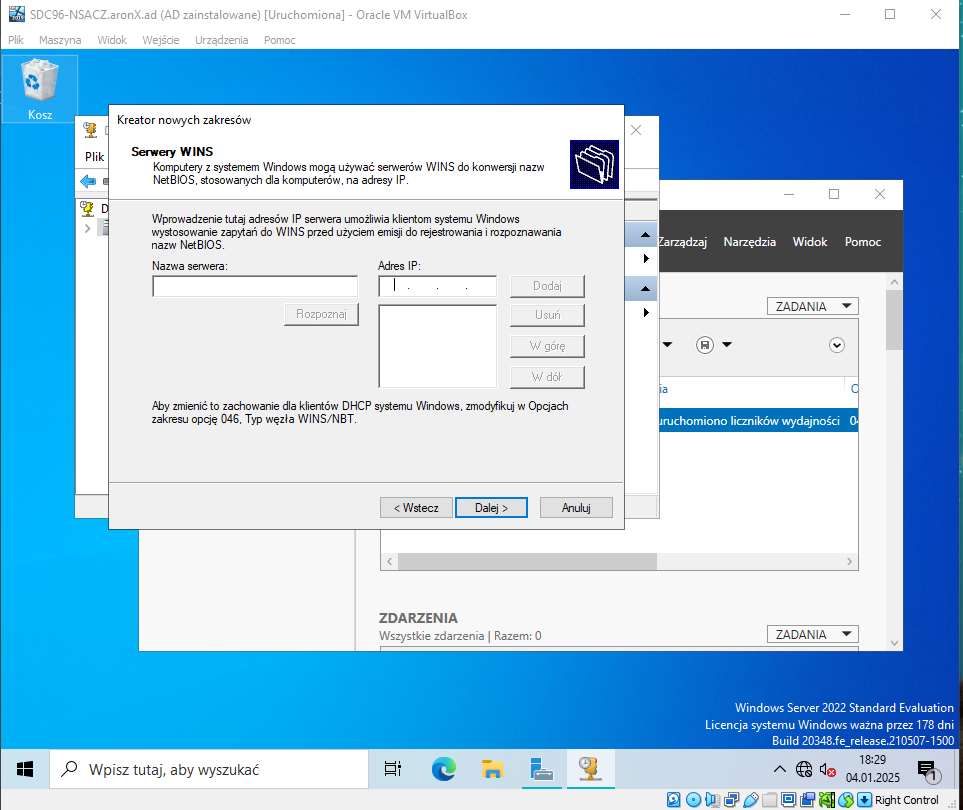 SDC96-NSACZ.aronX.ad (AD zainstalowane) [Uruchomiona] - Oracle VM VirtualBox
Plik Maszyna Widok Wejście Urządzenia Pomoc
Kosz
Kreator nowych zakresów
Plik
Serwery WINS
Komputery z systemem Windows mogą używać serwerów WINS do konwersji nazw
NetBIOS, stosowanych dla komputerów, na adresy IP.
D
Wprowadzenie tutaj adresów IP serwera umożliwia klientom systemu Windows
wystosowanie zapytań do WINS przed użyciem emisji do rejestrowania i rozpoznawania
nazw NetBIOS.
Zarządzaj Narzędzia Widok Pomoc
Nazwa serwera: Adres IP:
. . .
Dodaj
Rozpoznaj
Usuń
W górę
W dół
ZADANIA
ia
uruchomiono liczników wydajności 04
Aby zmienić to zachowanie dla klientów DHCP systemu Windows, zmodyfikuj w Opcjach
zakresu opcję 046, Typ węzła WINS/NBT.
< Wstecz Dalej > Anuluj
ZDARZENIA
Wszystkie zdarzenia | Razem: 0
ZADANIA
Windows Server 2022 Standard Evaluation
Licencja systemu Windows ważna przez 178 dni
Build 20348.fe_release.210507-1500
Wpisz tutaj, aby wyszukać
18:29
04.01.2025
1
Right Control